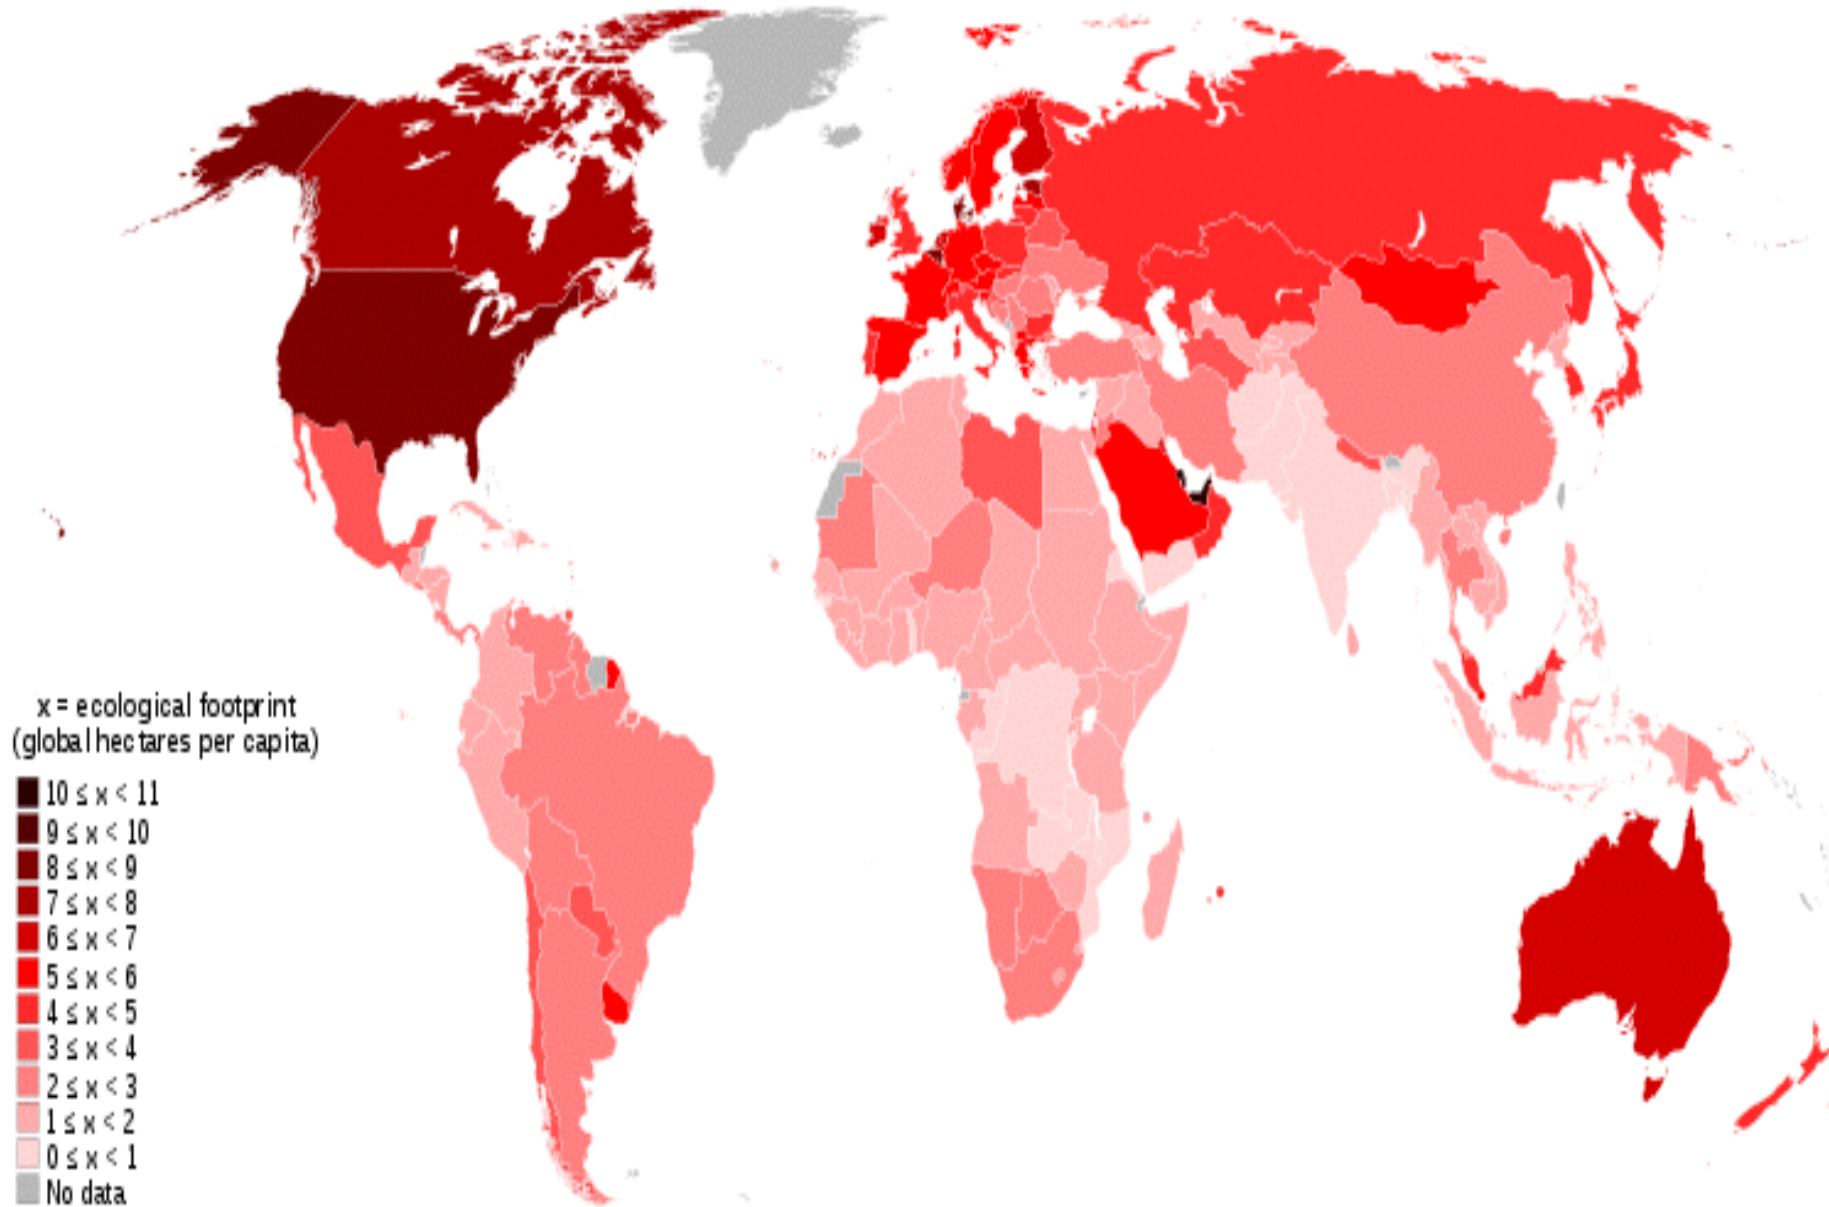 x = ecological footprint
(global hectares per capita)
10 ≤ x < 11
9 ≤ x < 10
8 ≤ x < 9
7 ≤ x < 8
6 ≤ x < 7
5 ≤ x < 6
4 ≤ x < 5
3 ≤ x < 4
2 ≤ x < 3
1 ≤ x < 2
0 ≤ x < 1
No data